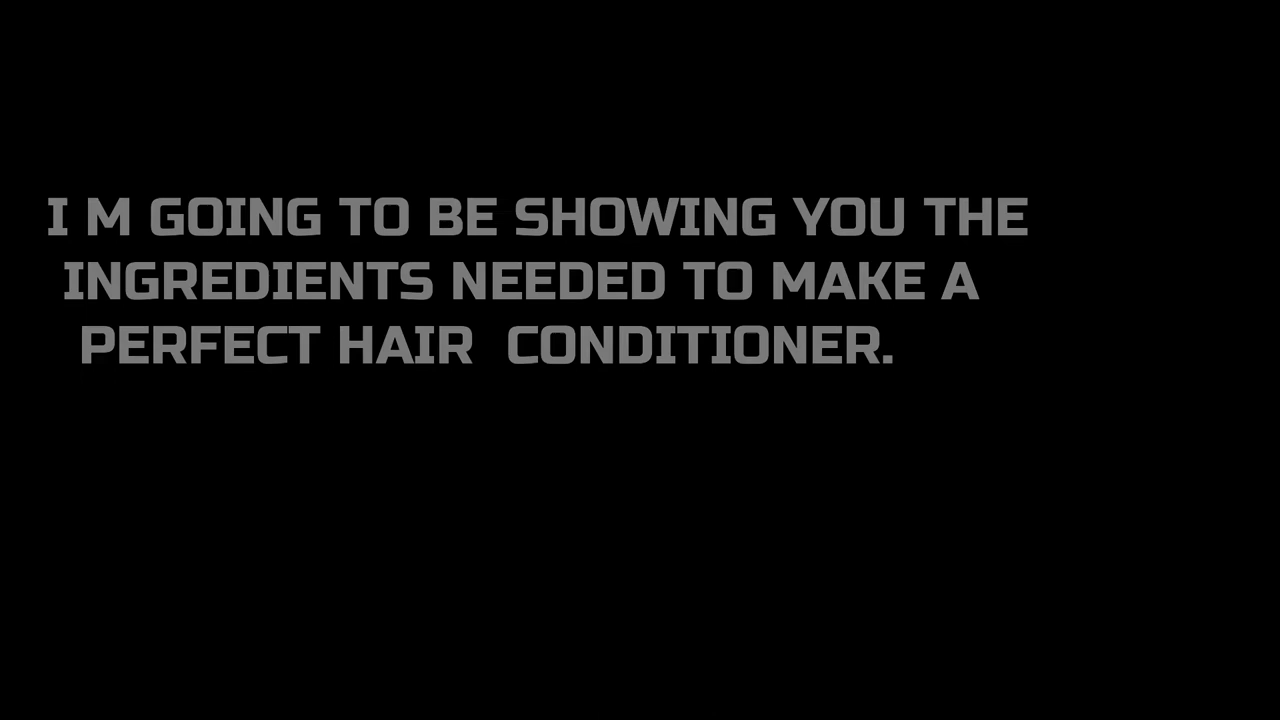 I M GOING TO BE SHOWING YOU THE
INGREDIENTS NEEDED TO MAKE A
PERFECT HAIR  CONDITIONER.